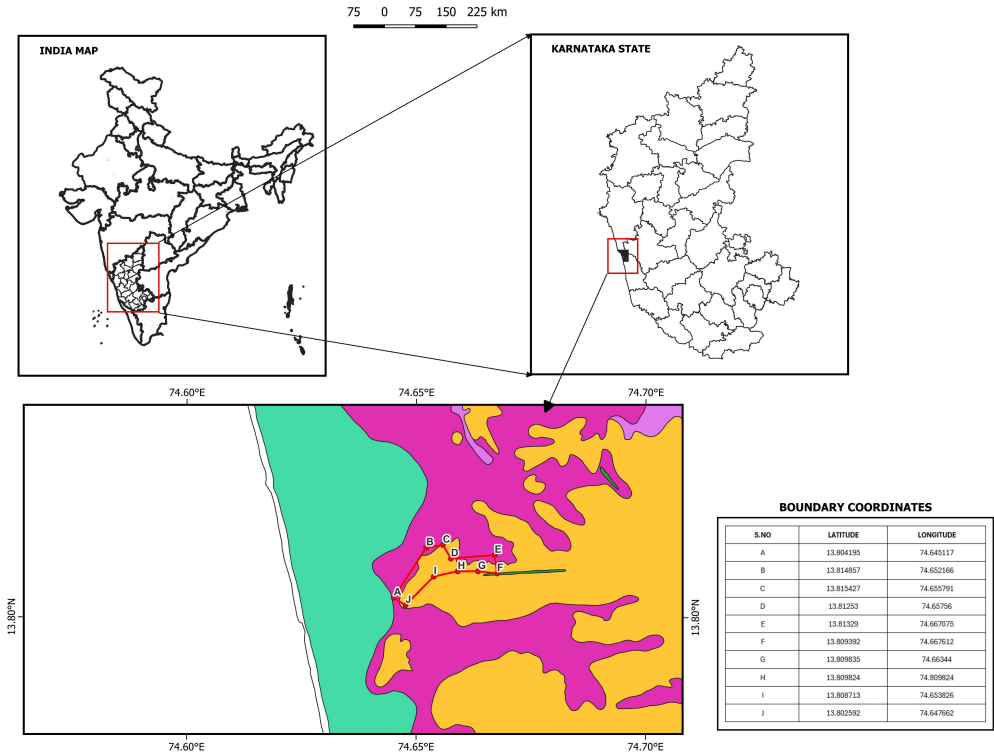 75 0 75 150 225 km
INDIA MAP
KARNATAKA STATE
74.60°E 74.65°E 74.70°E
B C D E
A J I H G F
13.80°N 13.80°N
74.60°E 74.65°E 74.70°E
BOUNDARY COORDINATES
S.NO LATITUDE LONGITUDE
A 13.804195 74.645117
B 13.814857 74.652166
C 13.815427 74.655791
D 13.81253 74.65756
E 13.81329 74.667075
F 13.809392 74.667612
G 13.809835 74.66344
H 13.809824 74.809824
I 13.808713 74.653826
J 13.802592 74.647662